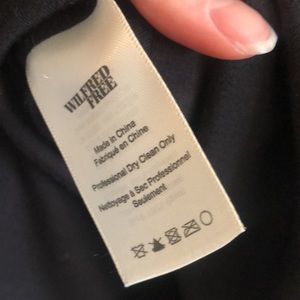 WILFRED
FREE
Made in China
Fabriqué en Chine
Professional Dry Clean Only
Nettoyage à Sec Professionnel
Seulement